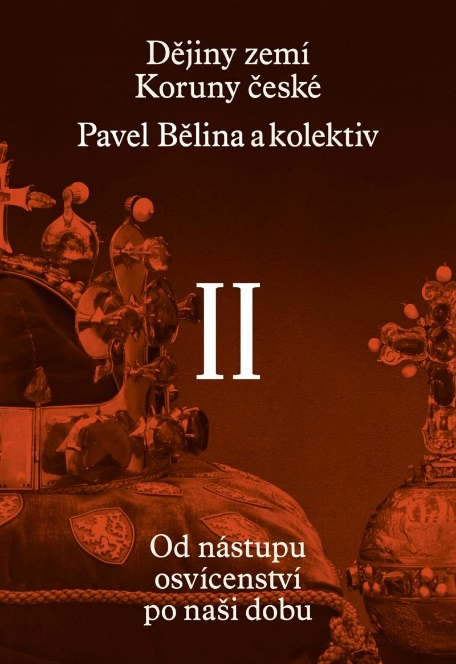 Dějiny zemí
Koruny české
Pavel Bělina a kolektiv
II
Od nástupu
osvícenství
po naši dobu